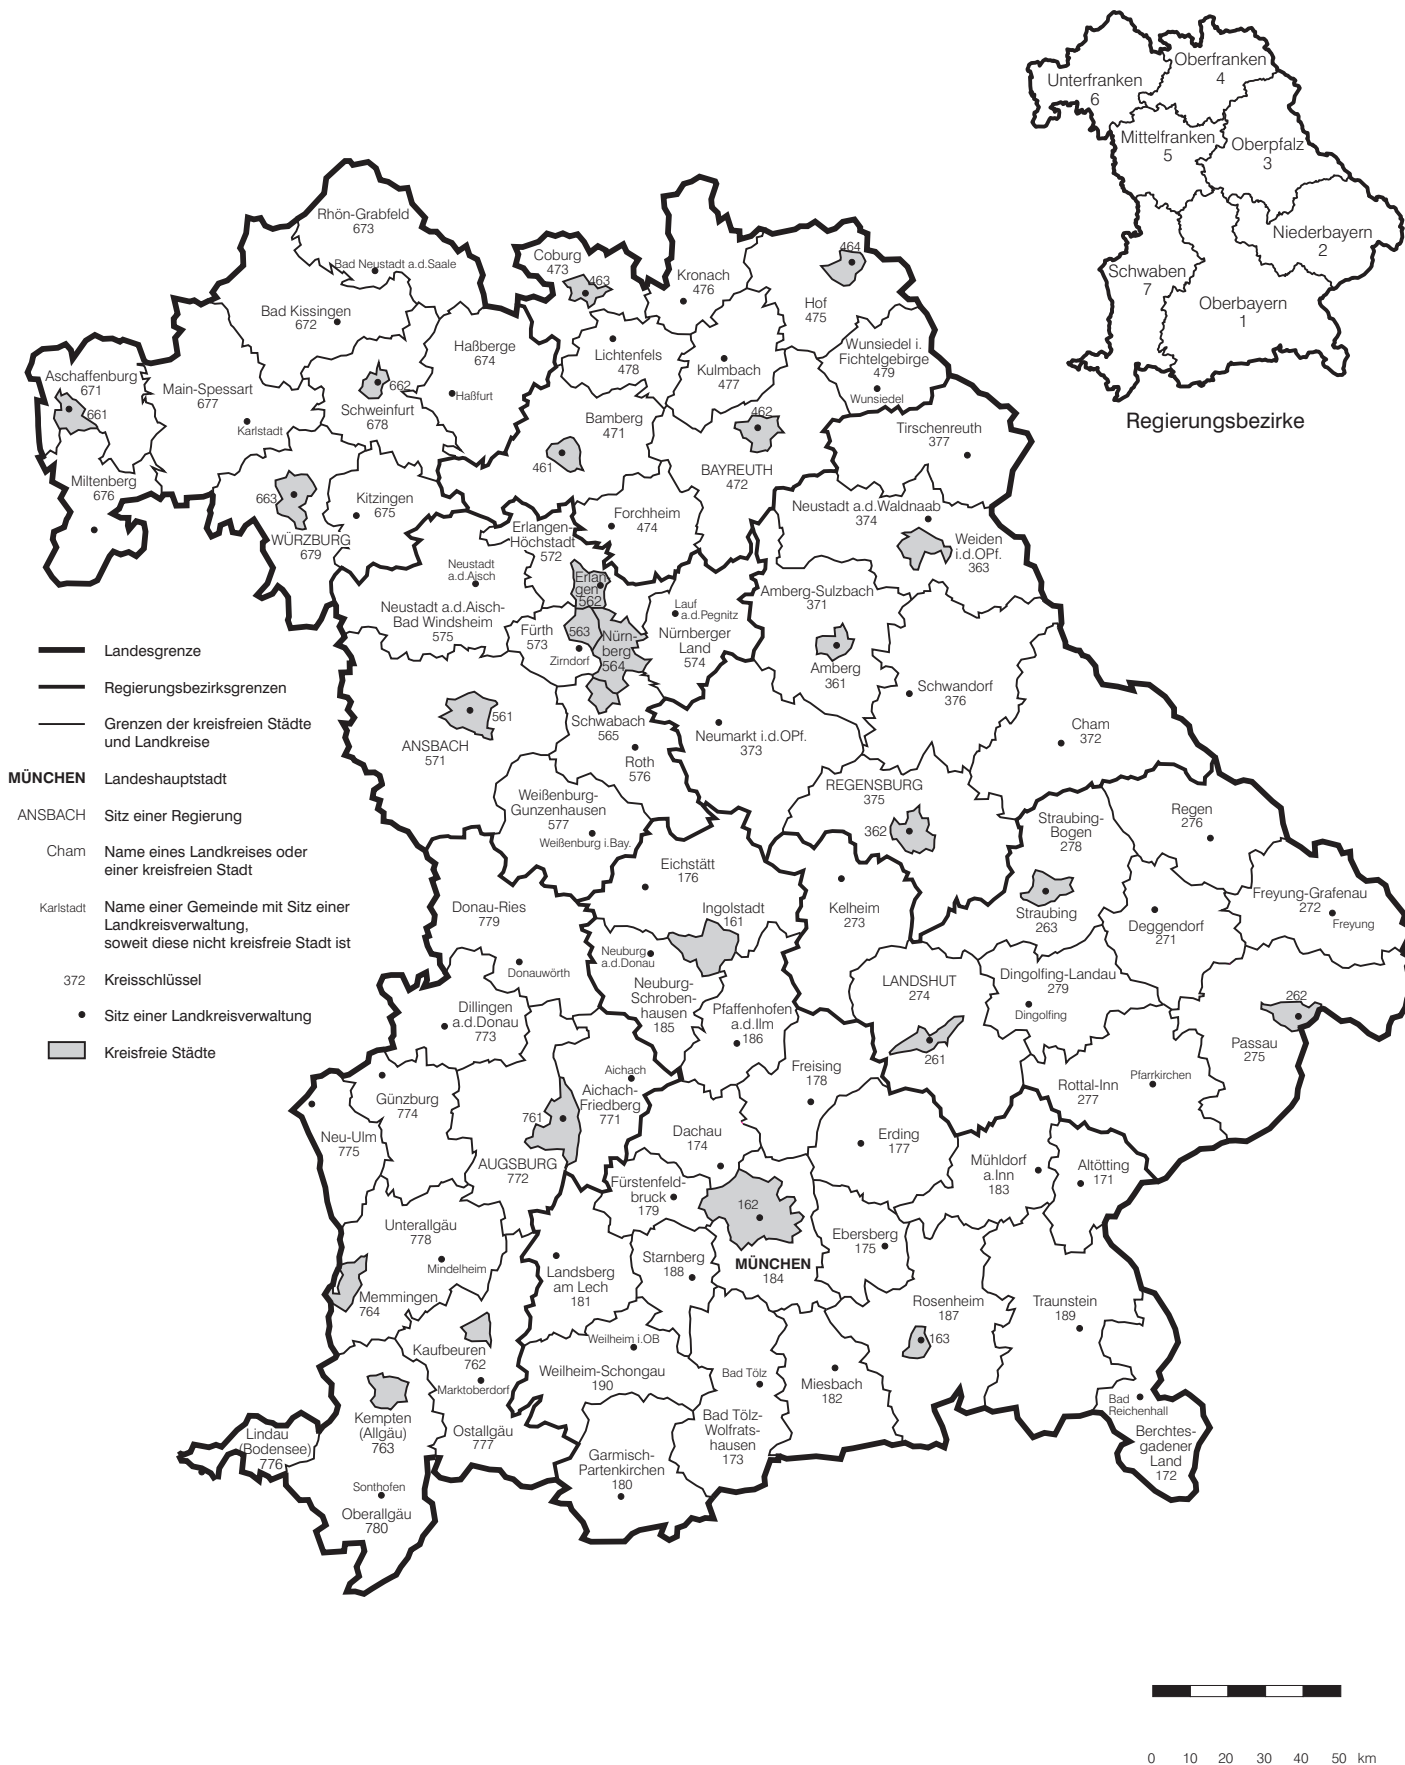 Oberfranken
4
Unterfranken
6
Mittelfranken
5
Oberpfalz
3
Niederbayern
2
Schwaben
7
Oberbayern
1
Regierungsbezirke
Rhön-Grabfeld
673
Bad Neustadt a.d.Saale
Coburg
473
463
Kronach
476
464
Hof
475
Bad Kissingen
672
Haßberge
674
Haßfurt
Lichtenfels
478
Kulmbach
477
Wunsiedel i.
Fichtelgebirge
479
Wunsiedel
Aschaffenburg
671
661
Main-Spessart
677
Karlstadt
662
Schweinfurt
678
Bamberg
471
461
462
BAYREUTH
472
Tirschenreuth
377
Miltenberg
676
663
WÜRZBURG
679
Kitzingen
675
Forchheim
474
Erlangen-
Höchstadt
572
Neustadt a.d.Waldnaab
374
Weiden
i.d.OPf.
363
Neustadt
a.d.Aisch
Neustadt a.d.Aisch-
Bad Windsheim
575
Erlan-
gen
562
Fürth
573
Zirndorf
563
Nürn-
berg
564
Lauf
a.d.Pegnitz
Nürnberger
Land
574
Amberg-Sulzbach
371
Amberg
361
Schwandorf
376
Cham
372
561
ANSBACH
571
Schwabach
565
Roth
576
Neumarkt i.d.OPf.
373
REGENSBURG
375
362
Weißenburg-
Gunzenhausen
577
Weißenburg i.Bay.
Straubing-
Bogen
278
Regen
276
Straubing
263
Deggendorf
271
Freyung-Grafenau
272
Freyung
Eichstätt
176
Ingolstadt
161
Kelheim
273
Donau-Ries
779
Donauwörth
Neuburg
a.d.Donau
Neuburg-
Schroben-
hausen
185
Pfaffenhofen
a.d.Ilm
186
LANDSHUT
274
261
Dingolfing-Landau
279
Dingolfing
262
Passau
275
Rottal-Inn
277
Pfarrkirchen
Dillingen
a.d.Donau
773
Günzburg
774
Neu-Ulm
775
761
AUGSBURG
772
Aichach
Aichach-
Friedberg
771
Freising
178
Dachau
174
Erding
177
Mühldorf
a.Inn
183
Altötting
171
Fürstenfeld-
bruck
179
162
MÜNCHEN
184
Ebersberg
175
Unterallgäu
778
Mindelheim
Memmingen
764
Landsberg
am Lech
181
Starnberg
188
Rosenheim
187
163
Traunstein
189
Kaufbeuren
762
Marktoberdorf
Ostallgäu
777
Weilheim i.OB
Weilheim-Schongau
190
Bad Tölz
Bad Tölz-
Wolfrats-
hausen
173
Miesbach
182
Bad
Reichenhall
Berchtes-
gadener
Land
172
Kempten
(Allgäu)
763
Lindau
(Bodensee)
776
Sonthofen
Oberallgäu
780
Garmisch-
Partenkirchen
180
Landesgrenze
Regierungsbezirksgrenzen
Grenzen der kreisfreien Städte
und Landkreise
MÜNCHEN Landeshauptstadt
ANSBACH Sitz einer Regierung
Cham Name eines Landkreises oder
einer kreisfreien Stadt
Karlstadt Name einer Gemeinde mit Sitz einer
Landkreisverwaltung,
soweit diese nicht kreisfreie Stadt ist
372 Kreisschlüssel
Sitz einer Landkreisverwaltung
Kreisfreie Städte
0 10 20 30 40 50 km